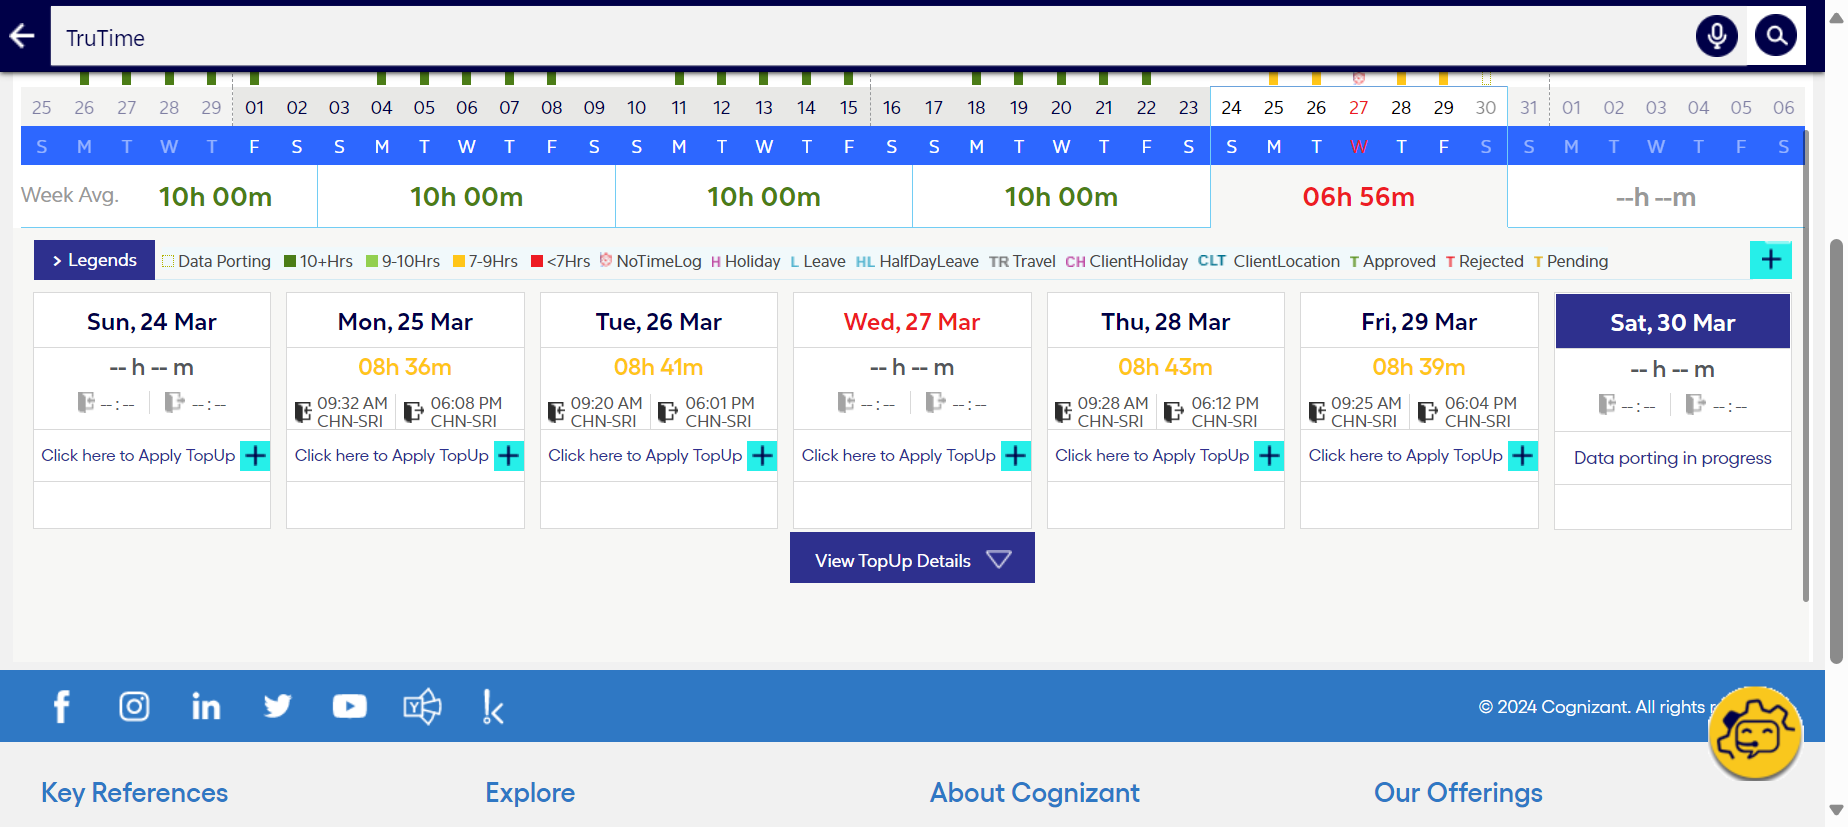 TruTime
25 26 27 28 29 01 02 03 04 05 06 07 08 09 10 11 12 13 14 15 16 17 18 19 20 21 22 23 24 25 26 27 28 29 30 31 01 02 03 04 05 06
S M T W T F S S M T W T F S S M T W T F S S M T W T F S S M T W T F S S M T W T F S
Week Avg. 10h 00m 10h 00m 10h 00m 10h 00m 06h 56m --h --m
> Legends Data Porting 10+Hrs 9-10Hrs 7-9Hrs <7Hrs NoTimeLog H Holiday L Leave HL HalfDayLeave TR Travel CH ClientHoliday CLT ClientLocation T Approved T Rejected T Pending +
Sun, 24 Mar
-- h -- m
-- : -- -- : --
Click here to Apply TopUp +
Mon, 25 Mar
08h 36m
09:32 AM 06:08 PM
CHN-SRI CHN-SRI
Click here to Apply TopUp +
Tue, 26 Mar
08h 41m
09:20 AM 06:01 PM
CHN-SRI CHN-SRI
Click here to Apply TopUp +
Wed, 27 Mar
-- h -- m
-- : -- -- : --
Click here to Apply TopUp +
Thu, 28 Mar
08h 43m
09:28 AM 06:12 PM
CHN-SRI CHN-SRI
Click here to Apply TopUp +
Fri, 29 Mar
08h 39m
09:25 AM 06:04 PM
CHN-SRI CHN-SRI
Click here to Apply TopUp +
Sat, 30 Mar
-- h -- m
-- : -- -- : --
Data porting in progress
View TopUp Details
© 2024 Cognizant. All rights
Key References Explore About Cognizant Our Offerings